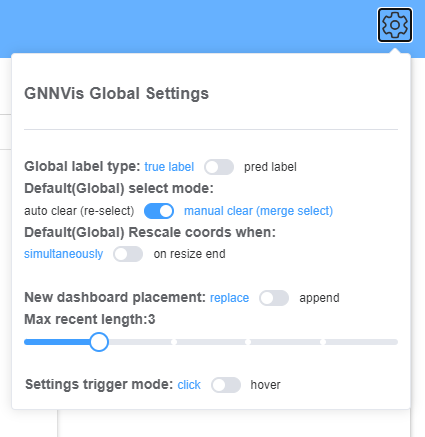 GNNVis Global Settings
Global label type: true label pred label
Default(Global) select mode:
auto clear (re-select) manual clear (merge select)
Default(Global) Rescale coords when:
simultaneously on resize end
New dashboard placement: replace append
Max recent length:3
Settings trigger mode: click hover